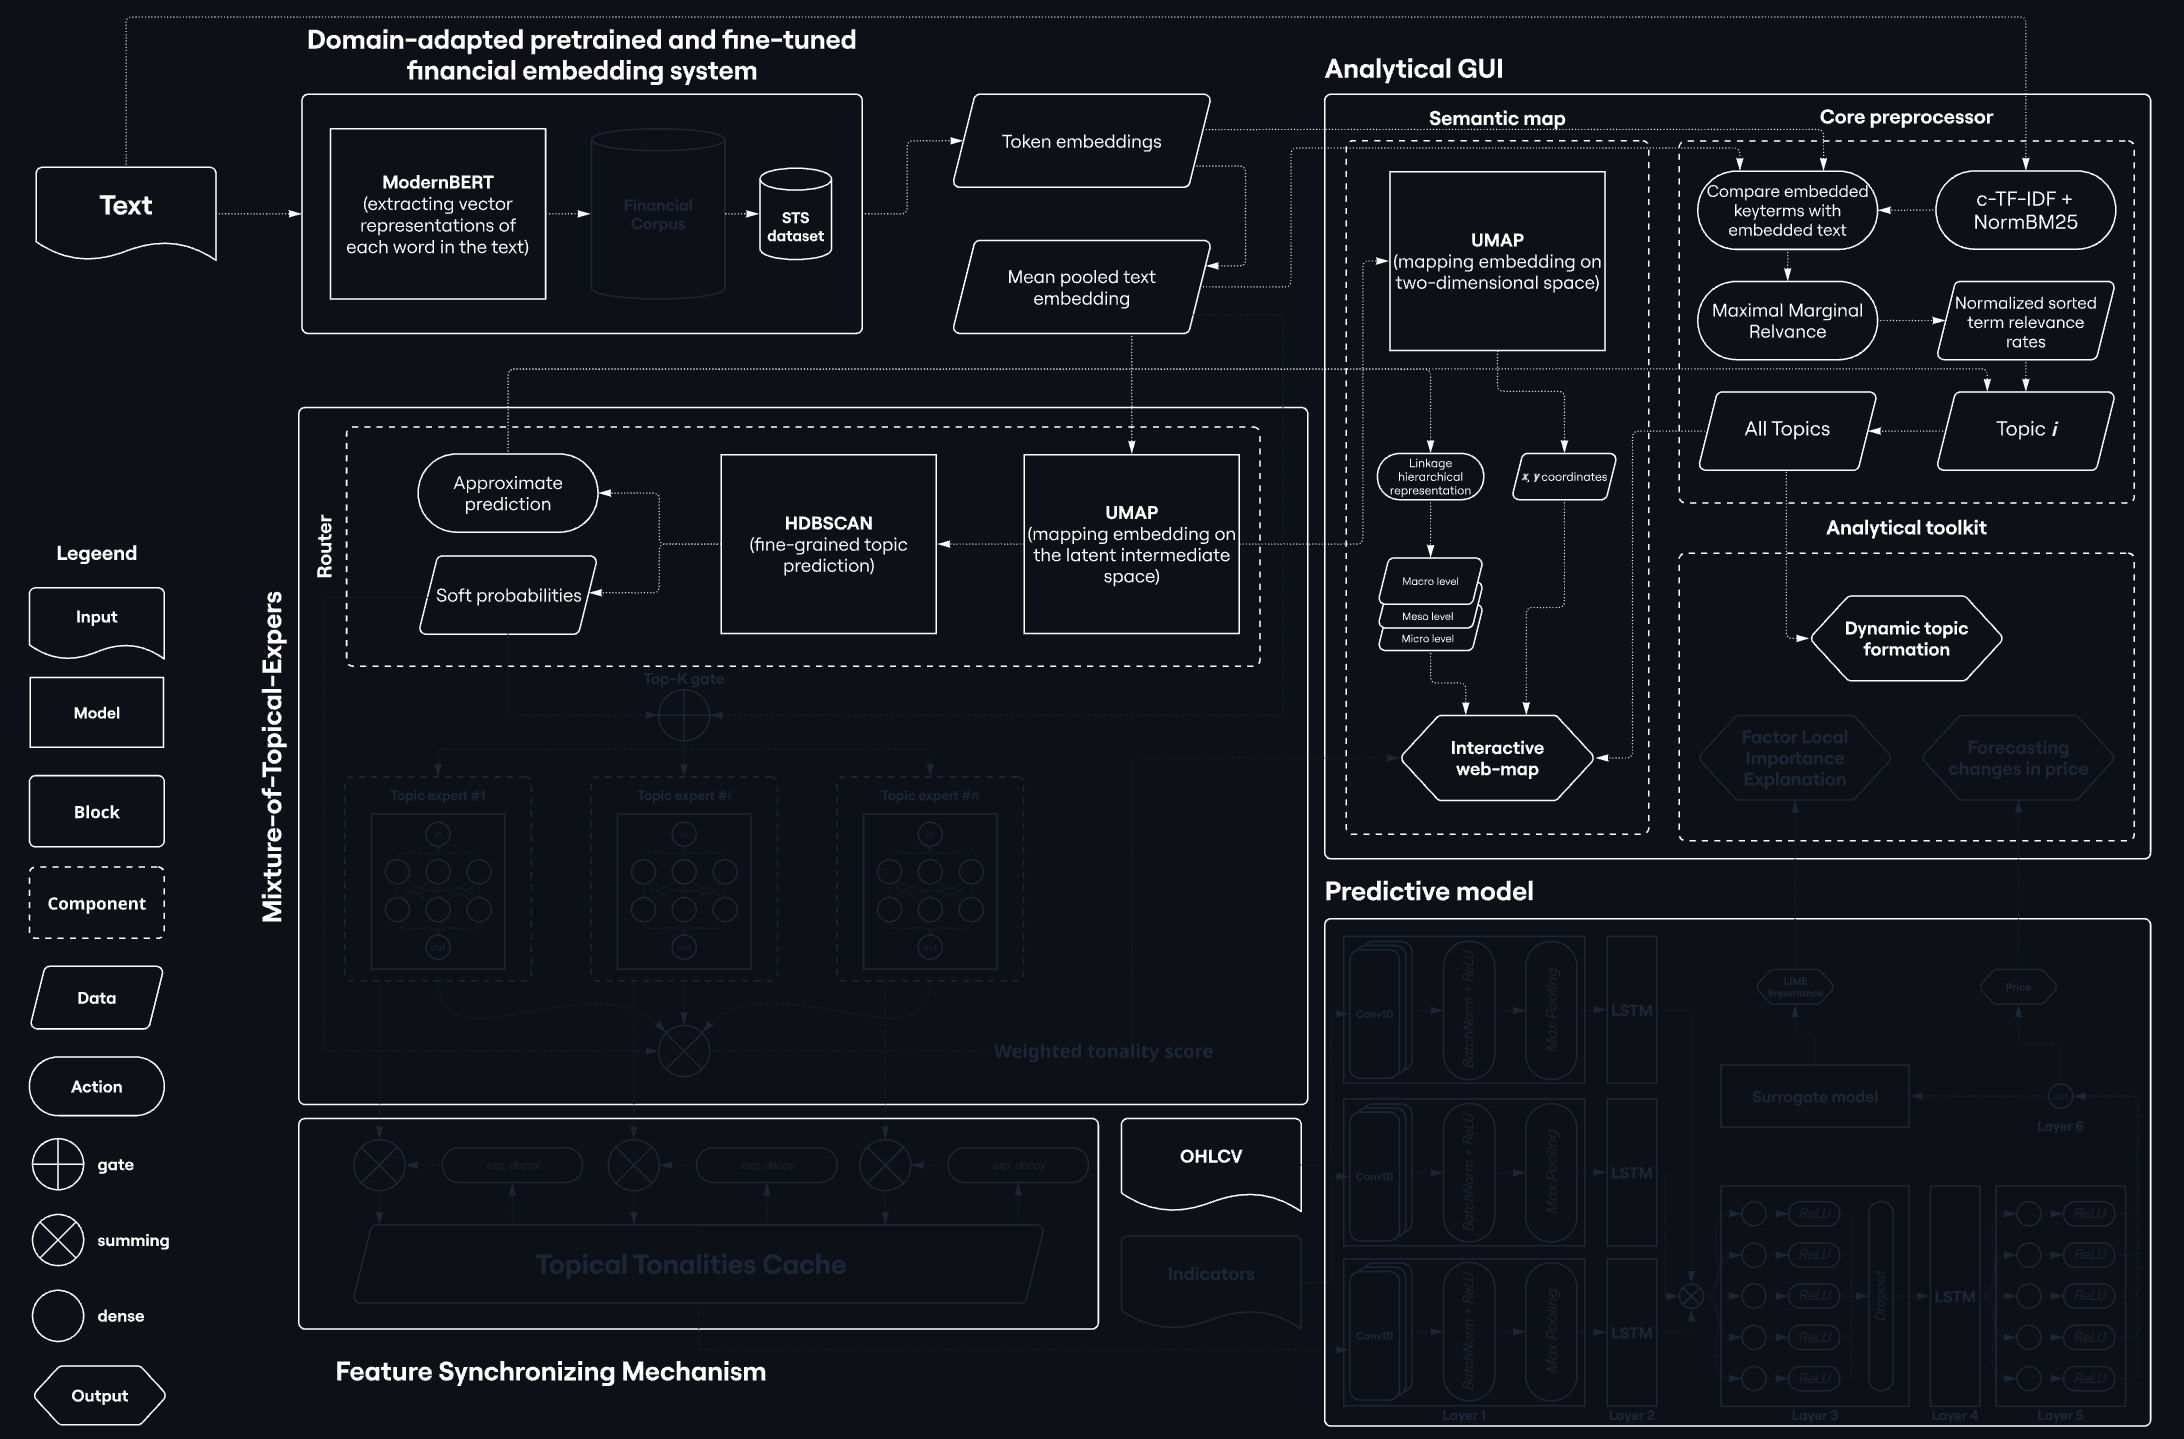 Domain-adapted pretrained and fine-tuned
financial embedding system
Text
ModernBERT
(extracting vector
representations of
each word in the text)
Financial
Corpus
STS
dataset
Token embeddings
Mean pooled text
embedding
Analytical GUI
Semantic map
UMAP
(mapping embedding on
two-dimensional space)
Linkage
hierarchical
representation
x, y coordinates
Macro level
Meso level
Micro level
Interactive
web-map
Core preprocessor
Compare embedded
keyterms with
embedded text
c-TF-IDF +
NormBM25
Maximal Marginal
Relvance
Normalized sorted
term relevance
rates
All Topics
Topic i
Analytical toolkit
Dynamic topic
formation
Factor Local
Importance
Explanation
Forecasting
changes in price
Mixture-of-Topical-Expers
Router
Approximate
prediction
Soft probabilities
HDBSCAN
(fine-grained topic
prediction)
UMAP
(mapping embedding on
the latent intermediate
space)
Top-K gate
Topic expert #1
in
out
Topic expert #i
in
out
Topic expert #n
in
out
Weighted tonality score
exp. decay
exp. decay
exp. decay
Topical Tonalities Cache
Feature Synchronizing Mechanism
OHLCV
Indicators
Predictive model
Conv1D
BatchNorm + ReLU
Max Pooling
LSTM
Conv1D
BatchNorm + ReLU
Max Pooling
LSTM
Conv1D
BatchNorm + ReLU
Max Pooling
LSTM
Layer 1
Layer 2
LIME
Importance
Price
Surrogate model
out
Layer 6
ReLU
ReLU
ReLU
ReLU
ReLU
Dropout
Layer 3
LSTM
Layer 4
ReLU
ReLU
ReLU
ReLU
ReLU
Layer 5
Legeend
Input
Model
Block
Component
Data
Action
gate
summing
dense
Output